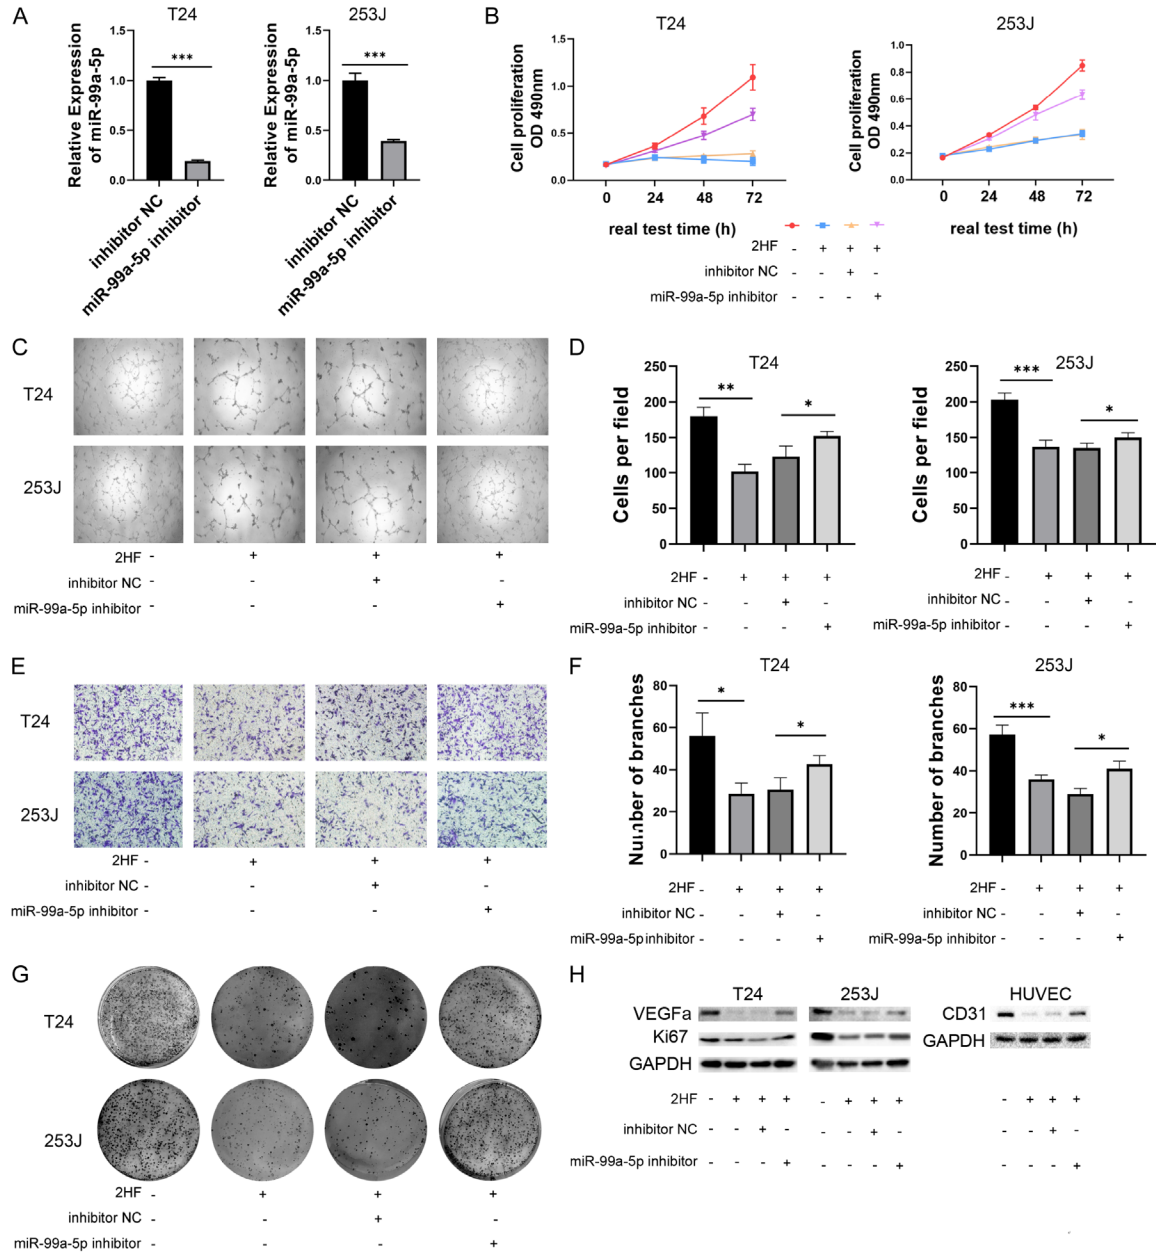 A
T24
Relative Expression
of miR-99a-5p
1.5
1.0
0.5
0.0
***
inhibitor NC
miR-99a-5p inhibitor
253J
Relative Expression
of miR-99a-5p
1.5
1.0
0.5
0.0
***
inhibitor NC
miR-99a-5p inhibitor
B
T24
Cell proliferation
OD 490nm
1.5
1.0
0.5
0.0
0 24 48 72
real test time (h)
253J
Cell proliferation
OD 490nm
1.0
0.8
0.6
0.4
0.2
0.0
0 24 48 72
real test time (h)
2HF - + + +
inhibitor NC - - + -
miR-99a-5p inhibitor - - - +
C
T24
253J
2HF - + + +
inhibitor NC - - + -
miR-99a-5p inhibitor - - - +
D
T24
Cells per field
250
200
150
100
50
0
** *
2HF - + + +
inhibitor NC - - + -
miR-99a-5p inhibitor - - - +
253J
Cells per field
250
200
150
100
50
0
*** *
2HF - + + +
inhibitor NC - - + -
miR-99a-5p inhibitor - - - +
E
T24
253J
2HF - + + +
inhibitor NC - - + -
miR-99a-5p inhibitor - - - +
F
T24
Number of branches
80
60
40
20
0
* *
2HF - + + +
inhibitor NC - - + -
miR-99a-5p inhibitor - - - +
253J
Number of branches
80
60
40
20
0
*** *
2HF - + + +
inhibitor NC - - + -
miR-99a-5p inhibitor - - - +
G
T24
253J
2HF - + + +
inhibitor NC - - + -
miR-99a-5p inhibitor - - - +
H
T24 253J HUVEC
VEGFa CD31
Ki67 GAPDH
GAPDH
2HF - + + + - + + + - + + +
inhibitor NC - - + - - - + - - - + -
miR-99a-5p inhibitor - - - + - - - + - - - +